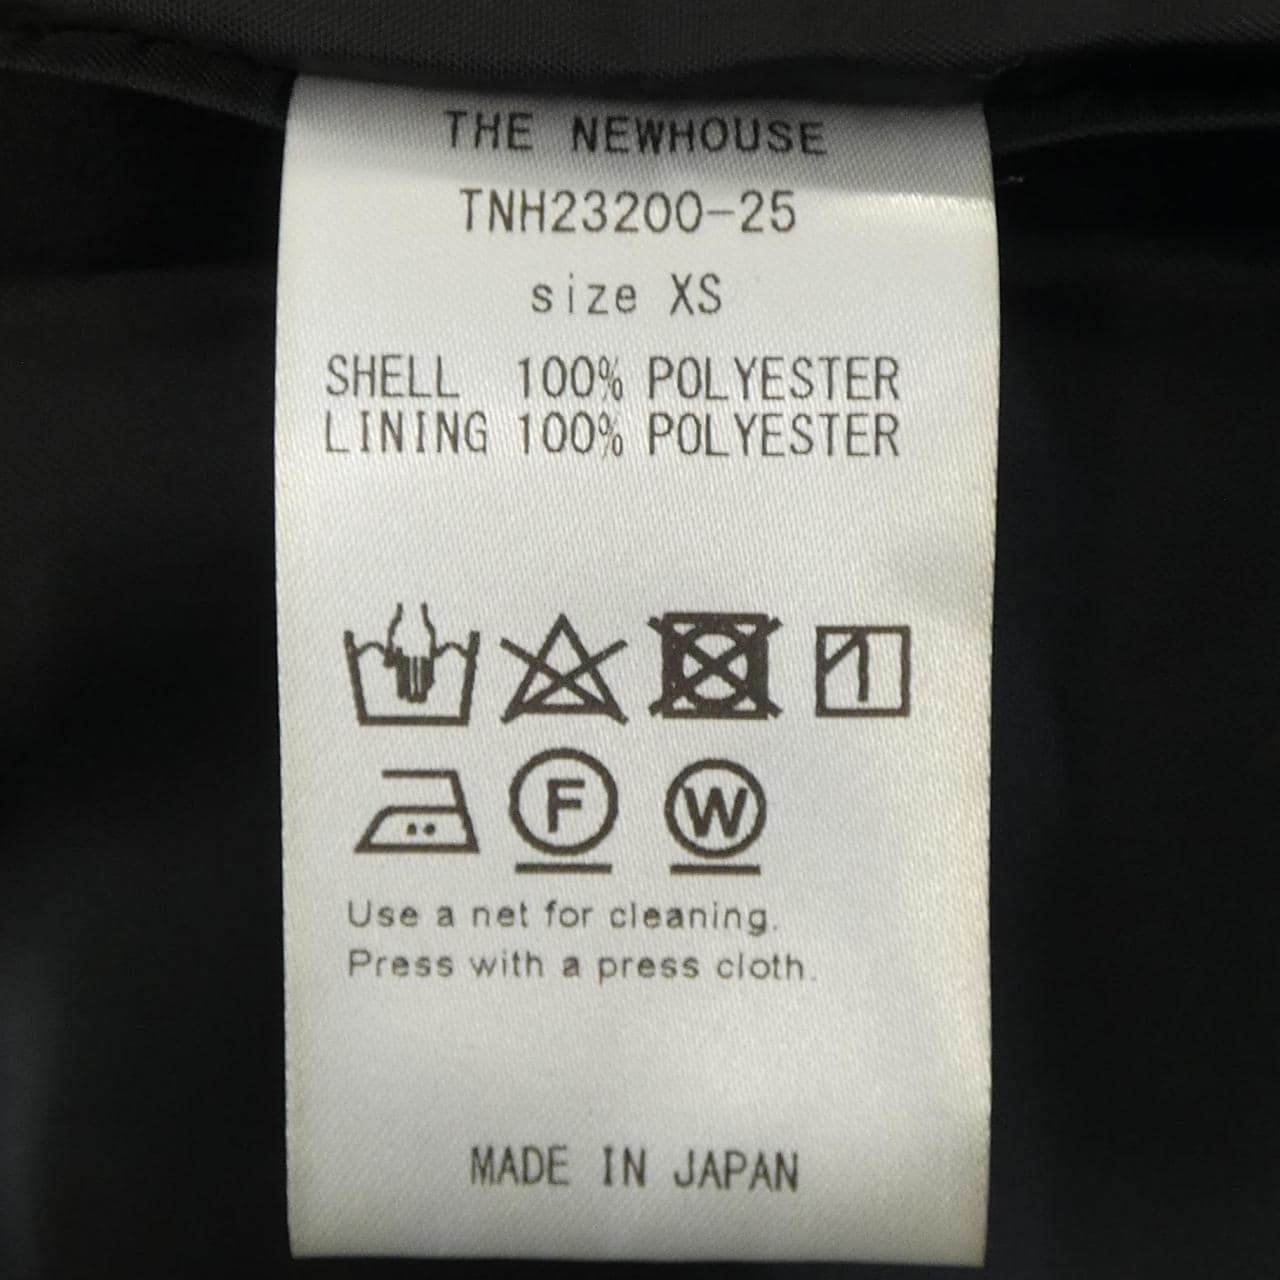 THE NEWHOUSE
TNH23200-25
size XS
SHELL 100% POLYESTER
LINING 100% POLYESTER
F W
Use a net for cleaning.
Press with a press cloth.
MADE IN JAPAN